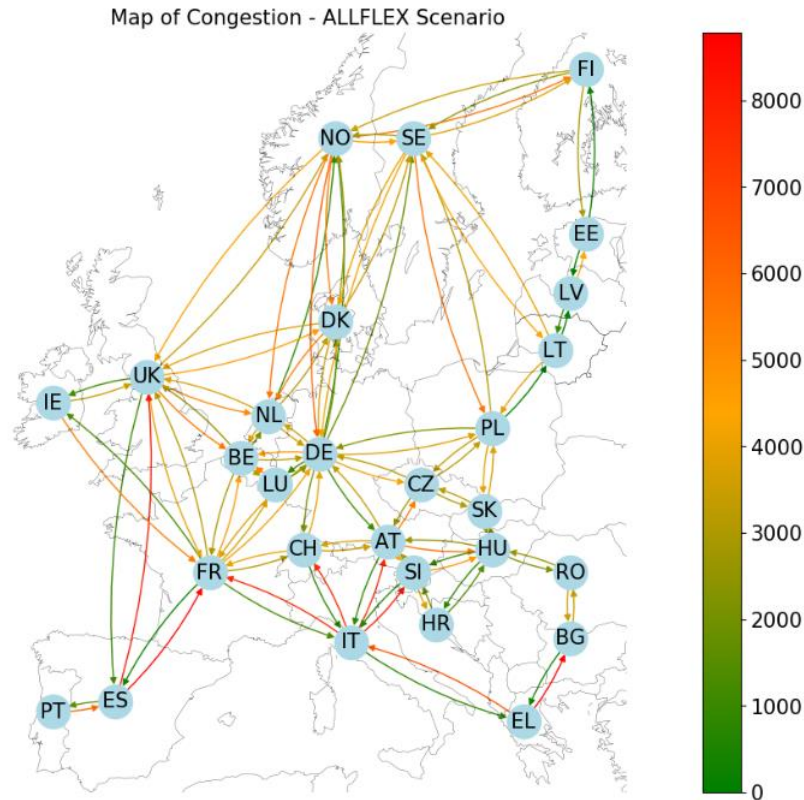 Map of Congestion - ALLFLEX Scenario
FI
NO
SE
EE
LV
DK
LT
UK
IE
NL
PL
BE
DE
LU
CZ
SK
CH
AT
HU
FR
SI
RO
HR
IT
BG
ES
PT
EL
8000
7000
6000
5000
4000
3000
2000
1000
0